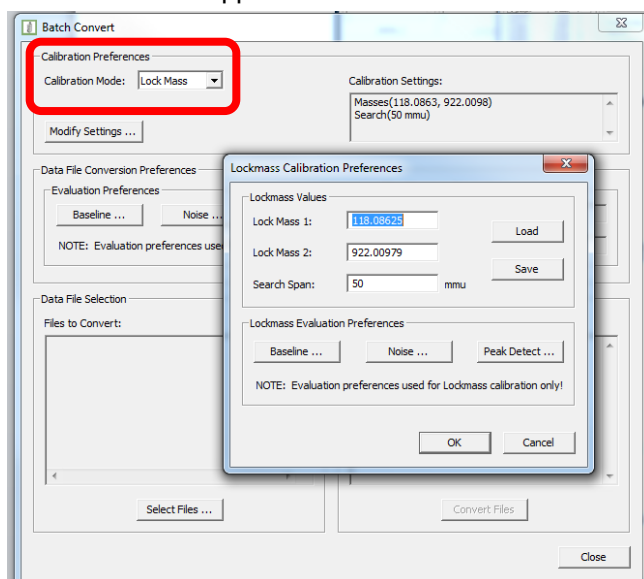 Batch Convert
Calibration Preferences
Calibration Mode: Lock Mass
Calibration Settings:
Masses(118.0863, 922.0098)
Search(50 mmu)
Modify Settings ...
Data File Conversion Preferences
Evaluation Preferences
Baseline ... Noise ...
NOTE: Evaluation preferences use
Data File Selection
Files to Convert:
Select Files ...
Convert Files
Close
Lockmass Calibration Preferences
Lockmass Values
Lock Mass 1: 118.08625
Load
Lock Mass 2: 922.00979
Save
Search Span: 50 mmu
Lockmass Evaluation Preferences
Baseline ... Noise ... Peak Detect ...
NOTE: Evaluation preferences used for Lockmass calibration only!
OK Cancel